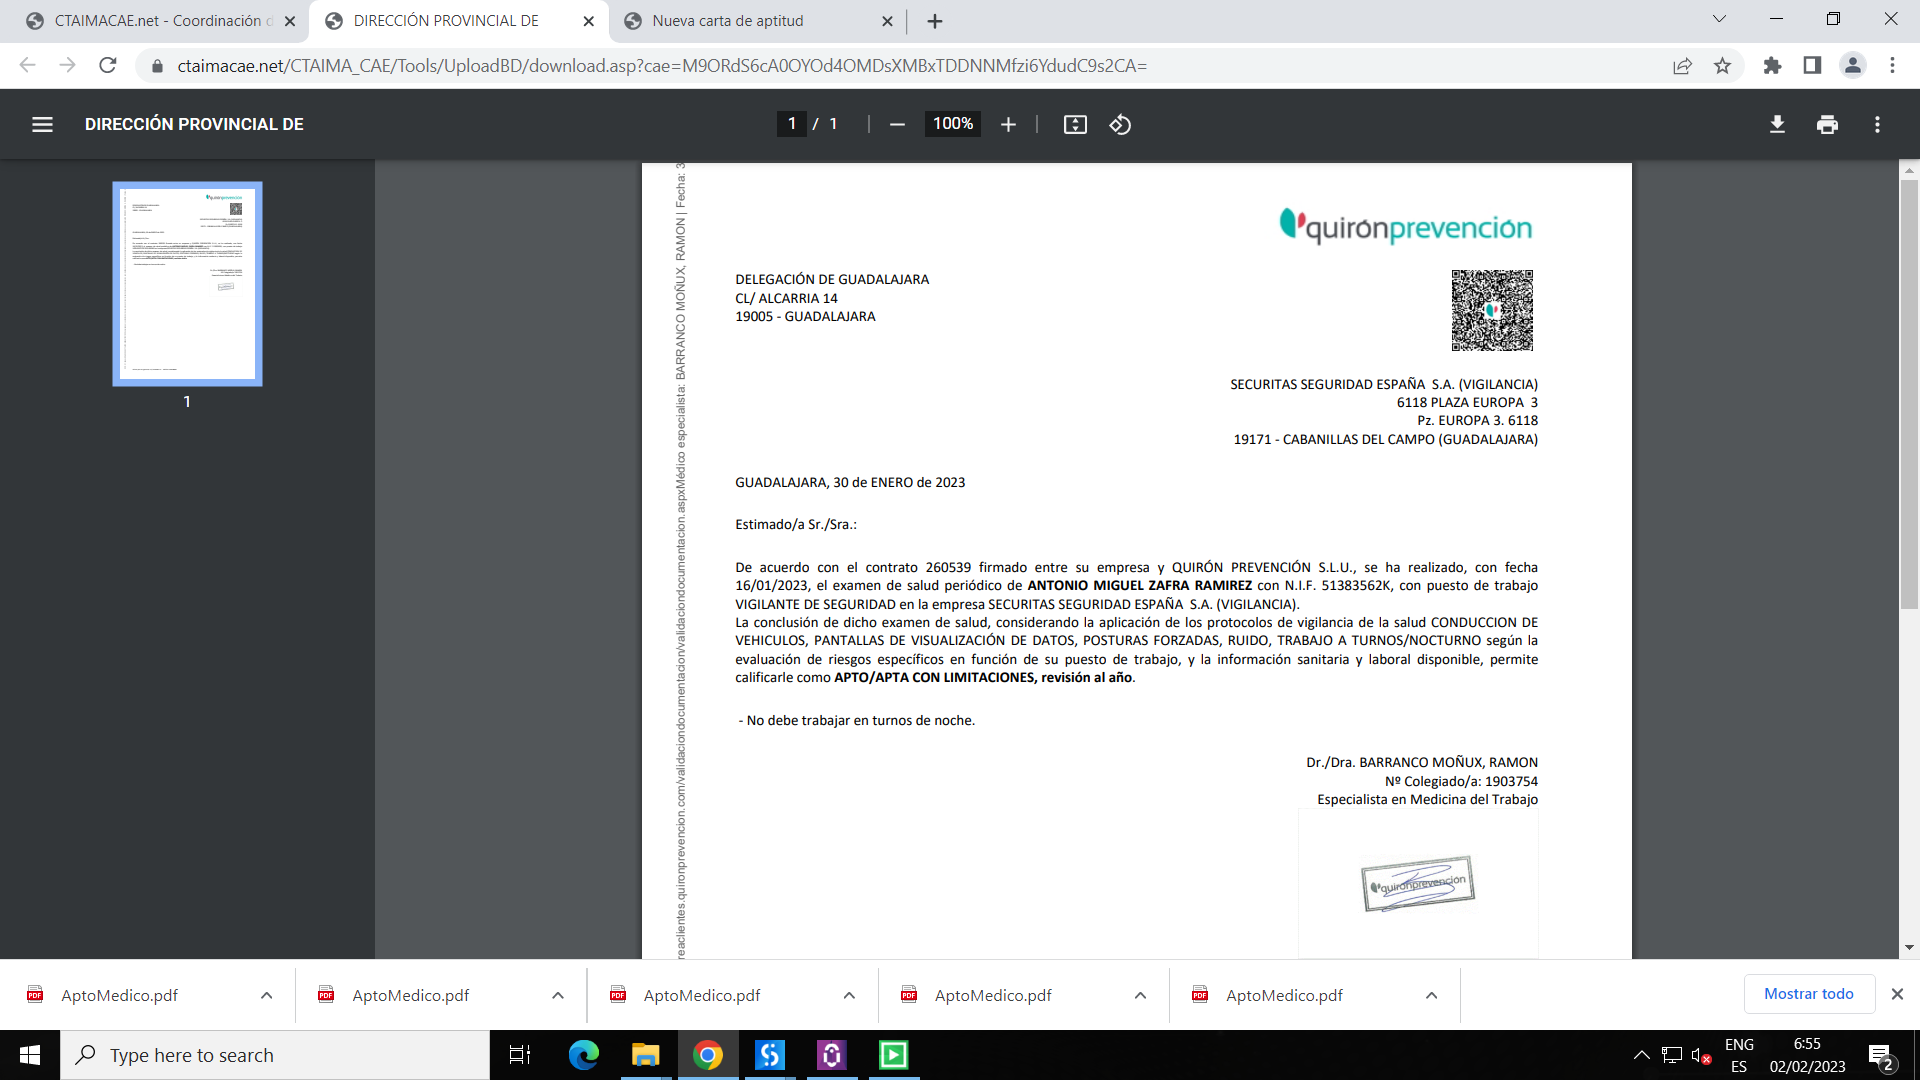 CTAIMACAE.net - Coordinación d
DIRECCIÓN PROVINCIAL DE
Nueva carta de aptitud
ctaimacae.net/CTAIMA_CAE/Tools/UploadBD/download.asp?cae=M9ORdS6cA0OYOd4OMDsXMBxTDDNNMfzi6YdudC9s2CA=
DIRECCIÓN PROVINCIAL DE
1 / 1
100%
1
reaclientes.quironprevencion.com/validaciondocumentacion/validaciondocumentacion.aspxMédico especialista: BARRANCO MOÑUX, RAMON | Fecha: 3
quirónprevención
DELEGACIÓN DE GUADALAJARA
CL/ ALCARRIA 14
19005 - GUADALAJARA
SECURITAS SEGURIDAD ESPAÑA S.A. (VIGILANCIA)
6118 PLAZA EUROPA 3
Pz. EUROPA 3. 6118
19171 - CABANILLAS DEL CAMPO (GUADALAJARA)
GUADALAJARA, 30 de ENERO de 2023
Estimado/a Sr./Sra.:
De acuerdo con el contrato 260539 firmado entre su empresa y QUIRÓN PREVENCIÓN S.L.U., se ha realizado, con fecha
16/01/2023, el examen de salud periódico de ANTONIO MIGUEL ZAFRA RAMIREZ con N.I.F. 51383562K, con puesto de trabajo
VIGILANTE DE SEGURIDAD en la empresa SECURITAS SEGURIDAD ESPAÑA S.A. (VIGILANCIA).
La conclusión de dicho examen de salud, considerando la aplicación de los protocolos de vigilancia de la salud CONDUCCION DE
VEHICULOS, PANTALLAS DE VISUALIZACIÓN DE DATOS, POSTURAS FORZADAS, RUIDO, TRABAJO A TURNOS/NOCTURNO según la
evaluación de riesgos específicos en función de su puesto de trabajo, y la información sanitaria y laboral disponible, permite
calificarle como APTO/APTA CON LIMITACIONES, revisión al año.
- No debe trabajar en turnos de noche.
Dr./Dra. BARRANCO MOÑUX, RAMON
Nº Colegiado/a: 1903754
Especialista en Medicina del Trabajo
quirónprevención
AptoMedico.pdf
AptoMedico.pdf
AptoMedico.pdf
AptoMedico.pdf
AptoMedico.pdf
Mostrar todo
Type here to search
ENG
ES
6:55
02/02/2023
2